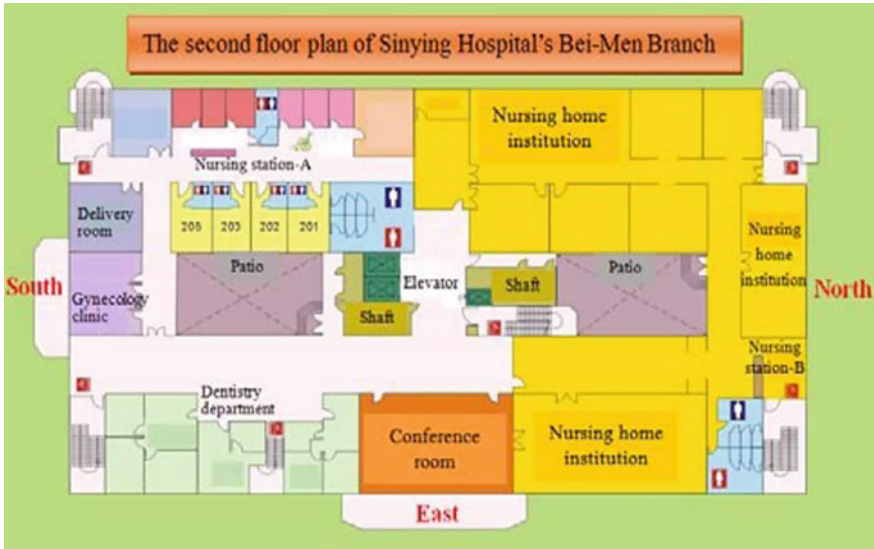 The second floor plan of Sinying Hospital's Bei-Men Branch
Nursing home
institution
Nursing station-A
Delivery
room
205
203
202
201
Nursing
home
institution
Patio
Elevator
Shaft
Patio
South
North
Gynecology
clinic
Shaft
Nursing
station-B
Dentistry
department
Conference
room
Nursing home
institution
East